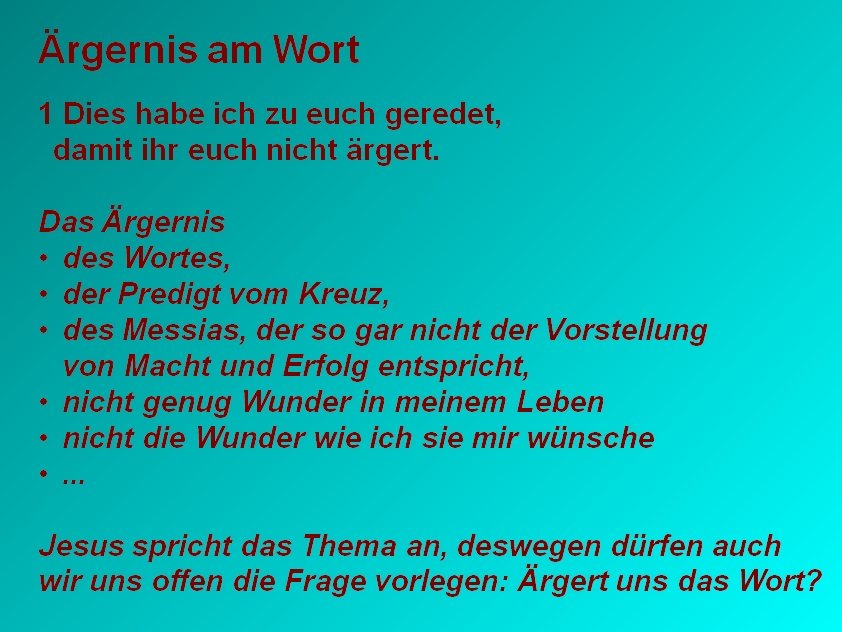 Ärgernis am Wort
1 Dies habe ich zu euch geredet,
damit ihr euch nicht ärgert.
Das Ärgernis
• des Wortes,
• der Predigt vom Kreuz,
• des Messias, der so gar nicht der Vorstellung
von Macht und Erfolg entspricht,
• nicht genug Wunder in meinem Leben
• nicht die Wunder wie ich sie mir wünsche
• ...
Jesus spricht das Thema an, deswegen dürfen auch
wir uns offen die Frage vorlegen: Ärgert uns das Wort?